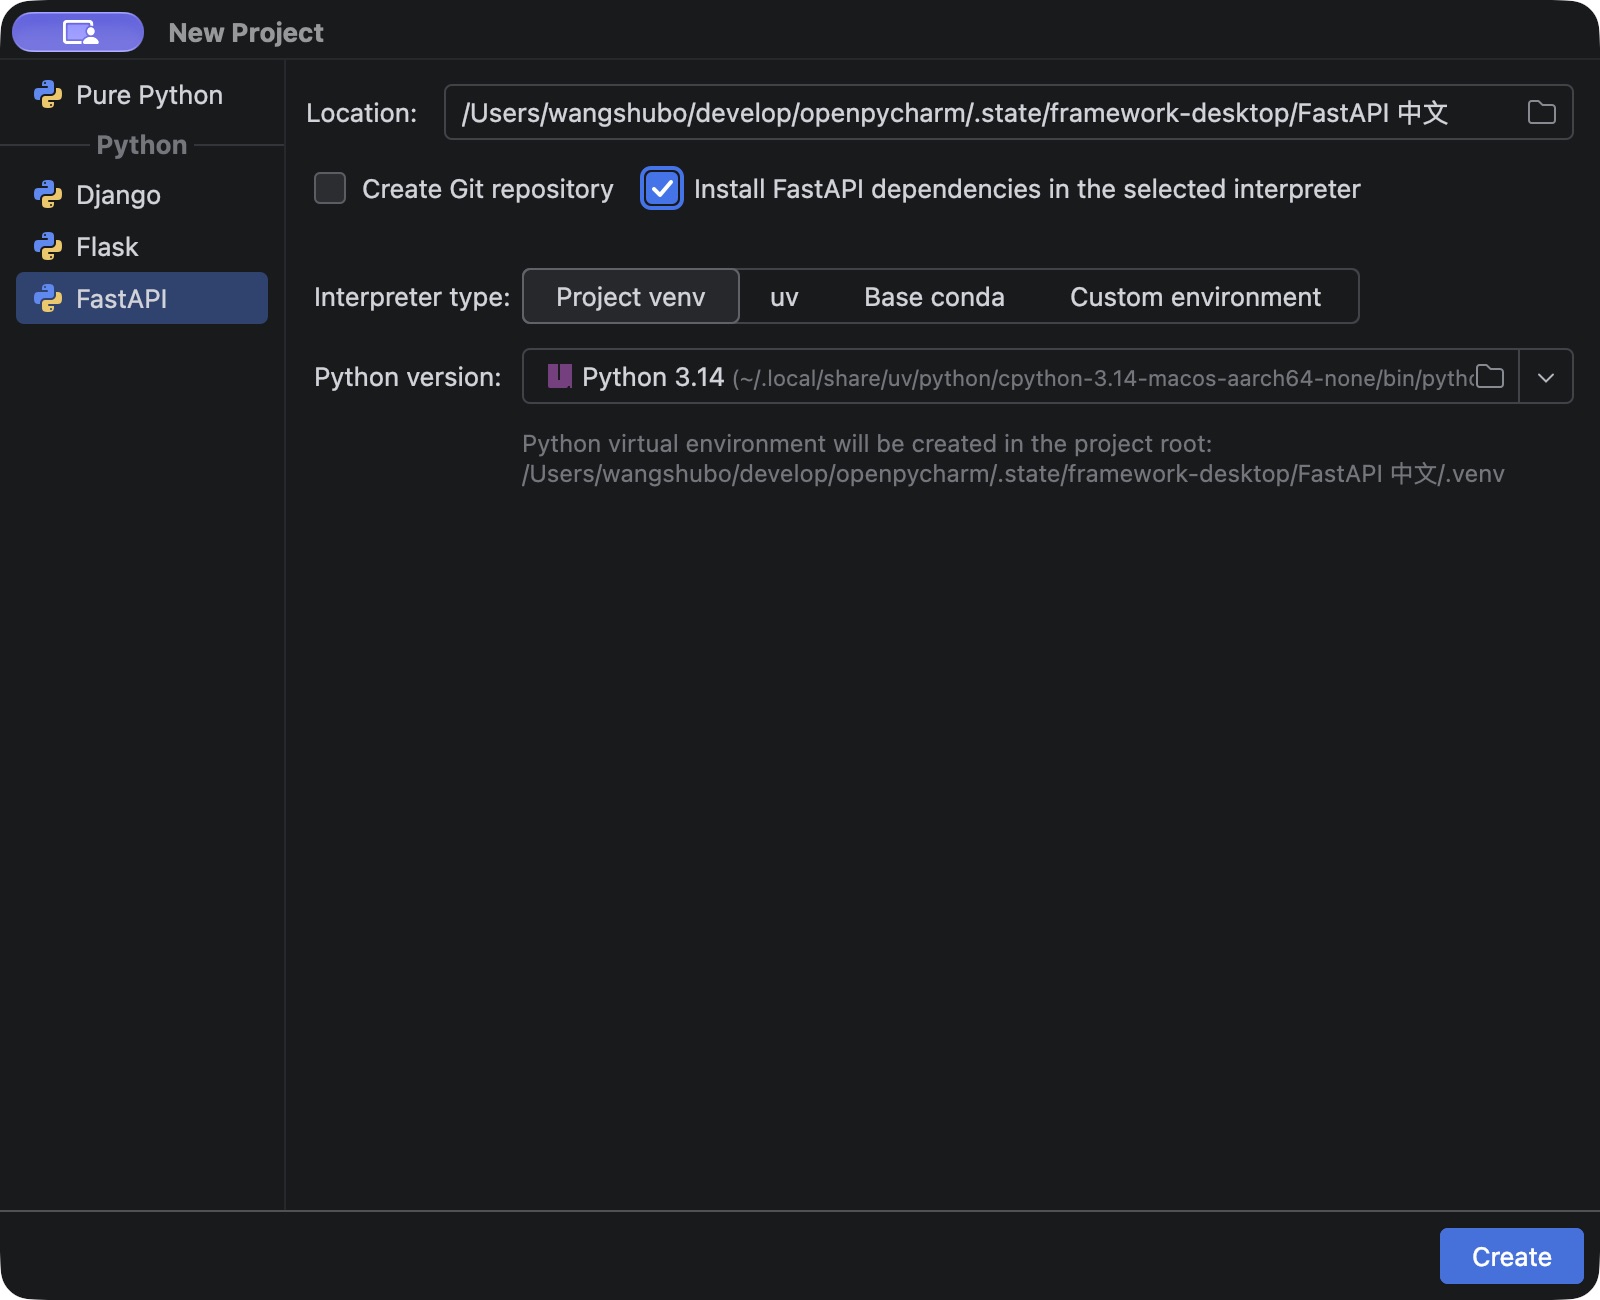 New Project
Pure Python
Python
Django
Flask
FastAPI
Location: /Users/wangshubo/develop/openpycharm/.state/framework-desktop/FastAPI 中文
Create Git repository Install FastAPI dependencies in the selected interpreter
Interpreter type: Project venv uv Base conda Custom environment
Python version: Python 3.14 (~/.local/share/uv/python/cpython-3.14-macos-aarch64-none/bin/pytho
Python virtual environment will be created in the project root:
/Users/wangshubo/develop/openpycharm/.state/framework-desktop/FastAPI 中文/.venv
Create